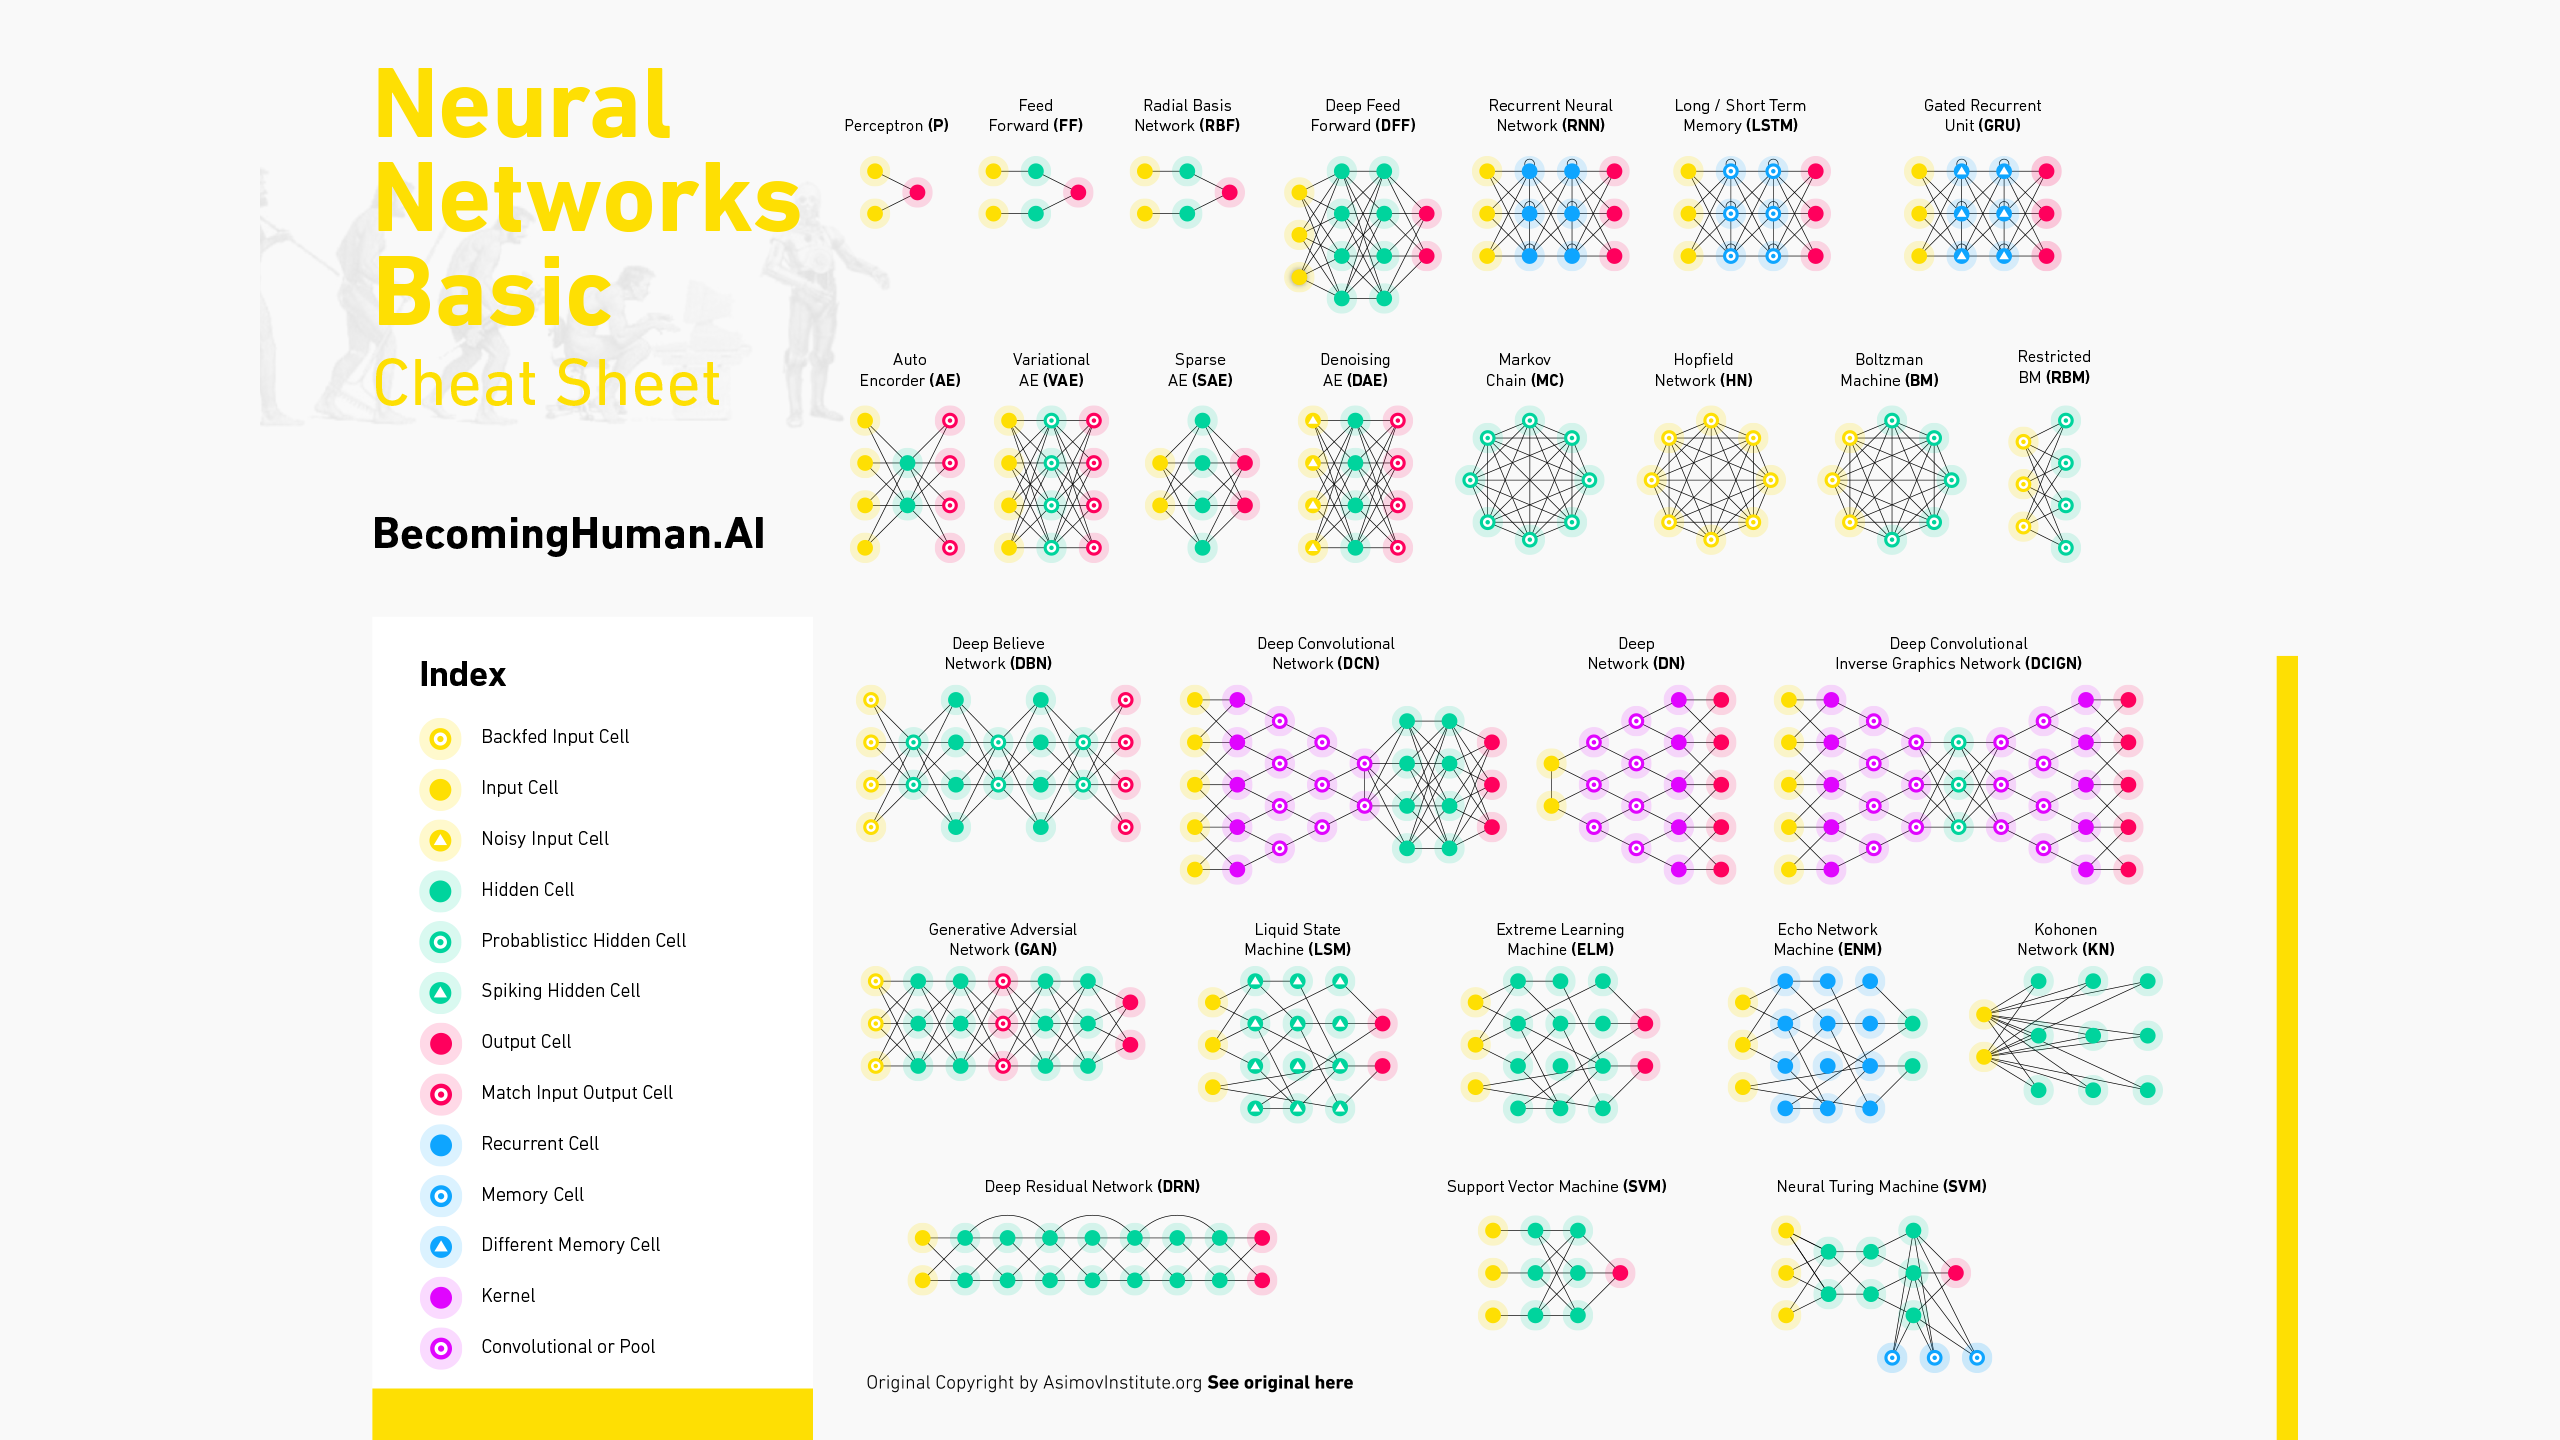 Neural
Networks
Basic
Cheat Sheet
BecomingHuman.AI
Index
Backfed Input Cell
Input Cell
Noisy Input Cell
Hidden Cell
Probablisticc Hidden Cell
Spiking Hidden Cell
Output Cell
Match Input Output Cell
Recurrent Cell
Memory Cell
Different Memory Cell
Kernel
Convolutional or Pool
Perceptron (P)
Feed
Forward (FF)
Radial Basis
Network (RBF)
Deep Feed
Forward (DFF)
Recurrent Neural
Network (RNN)
Long / Short Term
Memory (LSTM)
Gated Recurrent
Unit (GRU)
Auto
Encorder (AE)
Variational
AE (VAE)
Sparse
AE (SAE)
Denoising
AE (DAE)
Markov
Chain (MC)
Hopfield
Network (HN)
Boltzman
Machine (BM)
Restricted
BM (RBM)
Deep Believe
Network (DBN)
Deep Convolutional
Network (DCN)
Deep
Network (DN)
Deep Convolutional
Inverse Graphics Network (DCIGN)
Generative Adversial
Network (GAN)
Liquid State
Machine (LSM)
Extreme Learning
Machine (ELM)
Echo Network
Machine (ENM)
Kohonen
Network (KN)
Deep Residual Network (DRN)
Support Vector Machine (SVM)
Neural Turing Machine (SVM)
Original Copyright by AsimovInstitute.org See original here